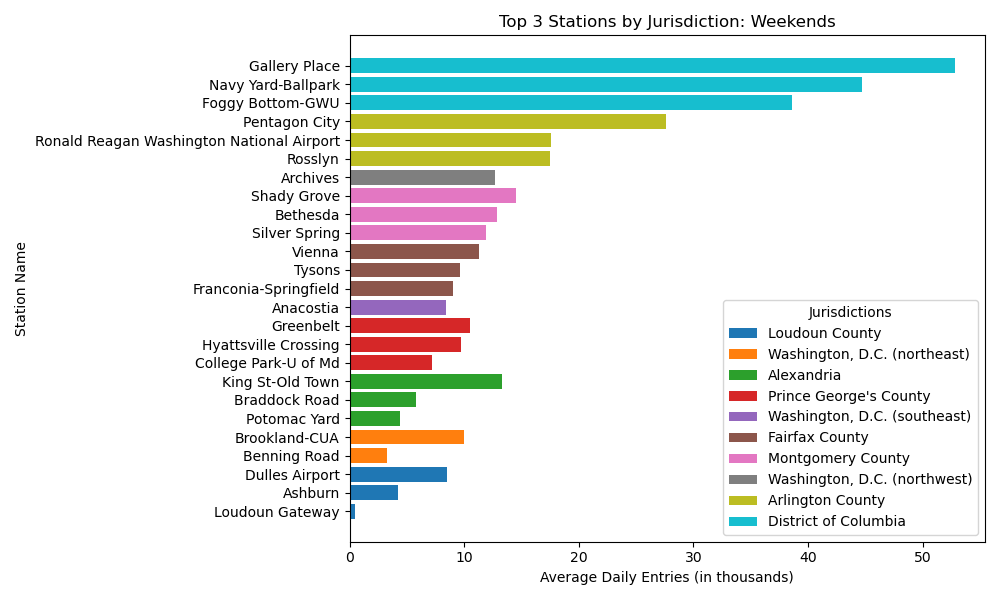 Top 3 Stations by Jurisdiction: Weekends
Station Name
Gallery Place
Navy Yard-Ballpark
Foggy Bottom-GWU
Pentagon City
Ronald Reagan Washington National Airport
Rosslyn
Archives
Shady Grove
Bethesda
Silver Spring
Vienna
Tysons
Franconia-Springfield
Anacostia
Greenbelt
Hyattsville Crossing
College Park-U of Md
King St-Old Town
Braddock Road
Potomac Yard
Brookland-CUA
Benning Road
Dulles Airport
Ashburn
Loudoun Gateway
Jurisdictions
Loudoun County
Washington, D.C. (northeast)
Alexandria
Prince George's County
Washington, D.C. (southeast)
Fairfax County
Montgomery County
Washington, D.C. (northwest)
Arlington County
District of Columbia
0 10 20 30 40 50
Average Daily Entries (in thousands)